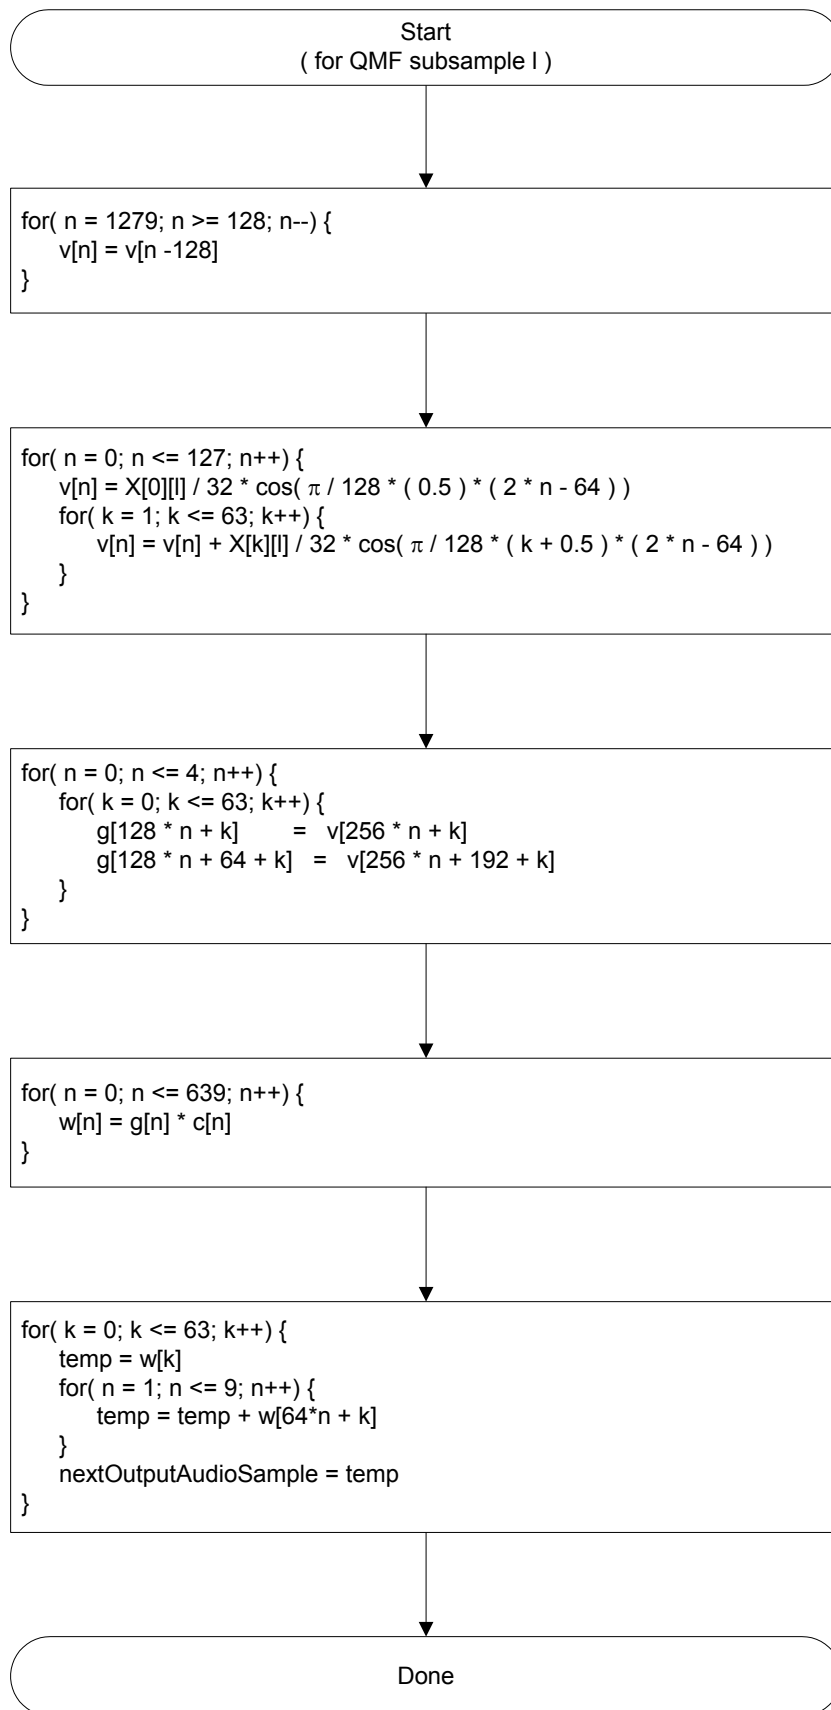 Start
( for QMF subsample l )
for( n = 1279; n >= 128; n--) {
v[n] = v[n -128]
}
for( n = 0; n <= 127; n++) {
v[n] = X[0][l] / 32 * cos( π / 128 * ( 0.5 ) * ( 2 * n - 64 ) )
for( k = 1; k <= 63; k++) {
v[n] = v[n] + X[k][l] / 32 * cos( π / 128 * ( k + 0.5 ) * ( 2 * n - 64 ) )
}
}
for( n = 0; n <= 4; n++) {
for( k = 0; k <= 63; k++) {
g[128 * n + k] = v[256 * n + k]
g[128 * n + 64 + k] = v[256 * n + 192 + k]
}
}
for( n = 0; n <= 639; n++) {
w[n] = g[n] * c[n]
}
for( k = 0; k <= 63; k++) {
temp = w[k]
for( n = 1; n <= 9; n++) {
temp = temp + w[64*n + k]
}
nextOutputAudioSample = temp
}
Done